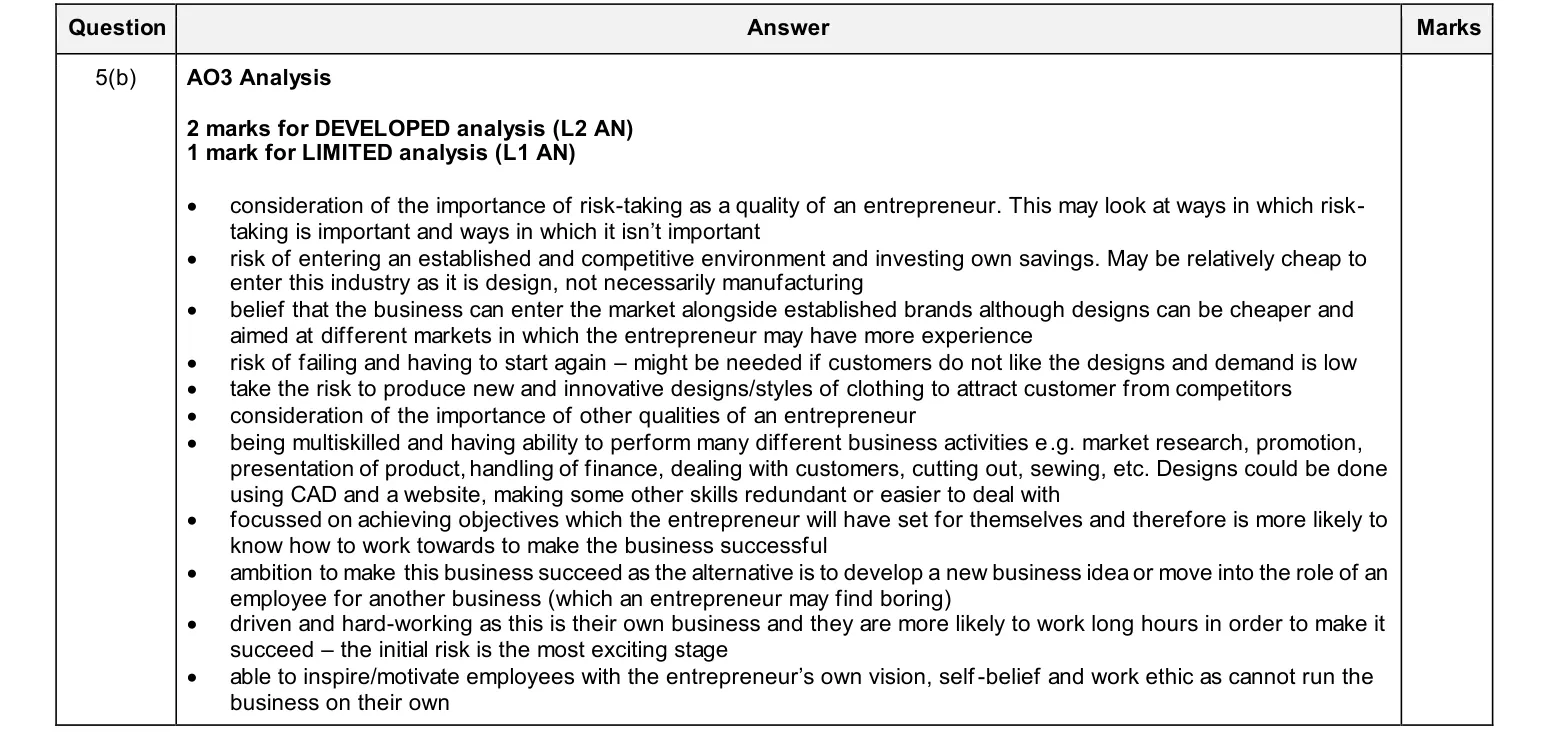 Question Answer Marks
5(b) AO3 Analysis
2 marks for DEVELOPED analysis (L2 AN)
1 mark for LIMITED analysis (L1 AN)
• consideration of the importance of risk-taking as a quality of an entrepreneur. This may look at ways in which risk-
taking is important and ways in which it isn’t important
• risk of entering an established and competitive environment and investing own savings. May be relatively cheap to
enter this industry as it is design, not necessarily manufacturing
• belief that the business can enter the market alongside established brands although designs can be cheaper and
aimed at different markets in which the entrepreneur may have more experience
• risk of failing and having to start again – might be needed if customers do not like the designs and demand is low
• take the risk to produce new and innovative designs/styles of clothing to attract customer from competitors
• consideration of the importance of other qualities of an entrepreneur
• being multiskilled and having ability to perform many different business activities e.g. market research, promotion,
presentation of product, handling of finance, dealing with customers, cutting out, sewing, etc. Designs could be done
using CAD and a website, making some other skills redundant or easier to deal with
• focussed on achieving objectives which the entrepreneur will have set for themselves and therefore is more likely to
know how to work towards to make the business successful
• ambition to make this business succeed as the alternative is to develop a new business idea or move into the role of an
employee for another business (which an entrepreneur may find boring)
• driven and hard-working as this is their own business and they are more likely to work long hours in order to make it
succeed – the initial risk is the most exciting stage
• able to inspire/motivate employees with the entrepreneur’s own vision, self-belief and work ethic as cannot run the
business on their own